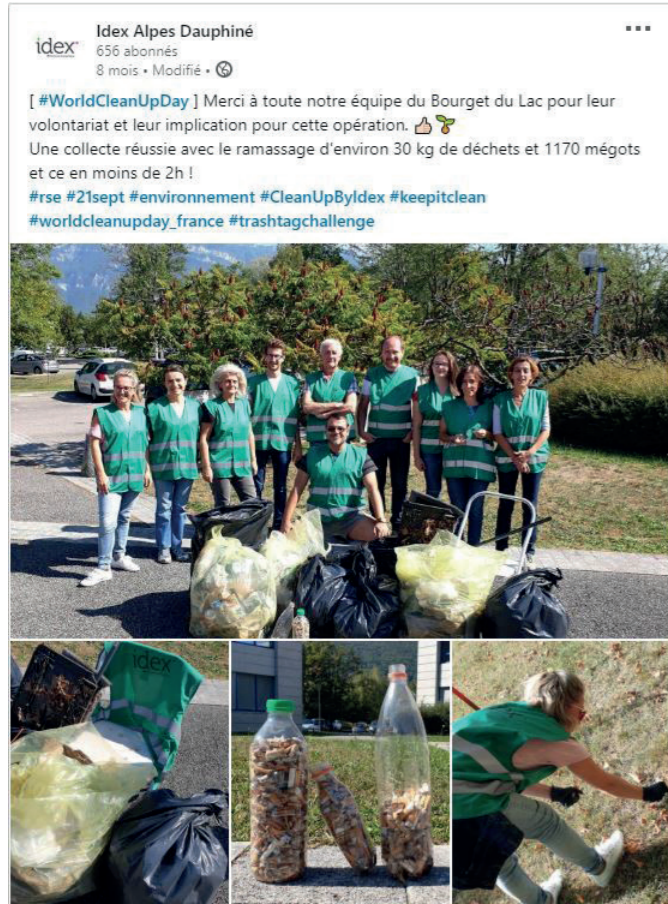 idex
Idex Alpes Dauphiné
656 abonnés
8 mois • Modifié •
[ #WorldCleanUpDay ] Merci à toute notre équipe du Bourget du Lac pour leur
volontariat et leur implication pour cette opération. 👍🌱
Une collecte réussie avec le ramassage d'environ 30 kg de déchets et 1170 mégots
et ce en moins de 2h !
#rse #21sept #environnement #CleanUpByIdex #keepitclean
#worldcleanupday_france #trashtagchallenge
idex